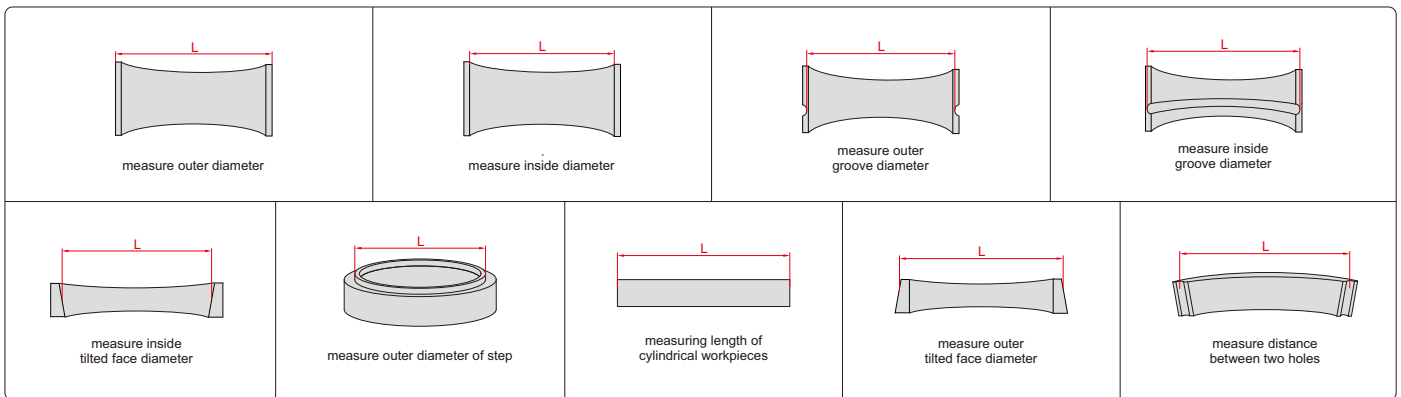 L
L
L
L
measure outer diameter
measure inside diameter
measure outer
groove diameter
measure inside
groove diameter
L
L
L
L
L
measure inside
tilted face diameter
measure outer diameter of step
measuring length of
cylindrical workpieces
measure outer
tilted face diameter
measure distance
between two holes